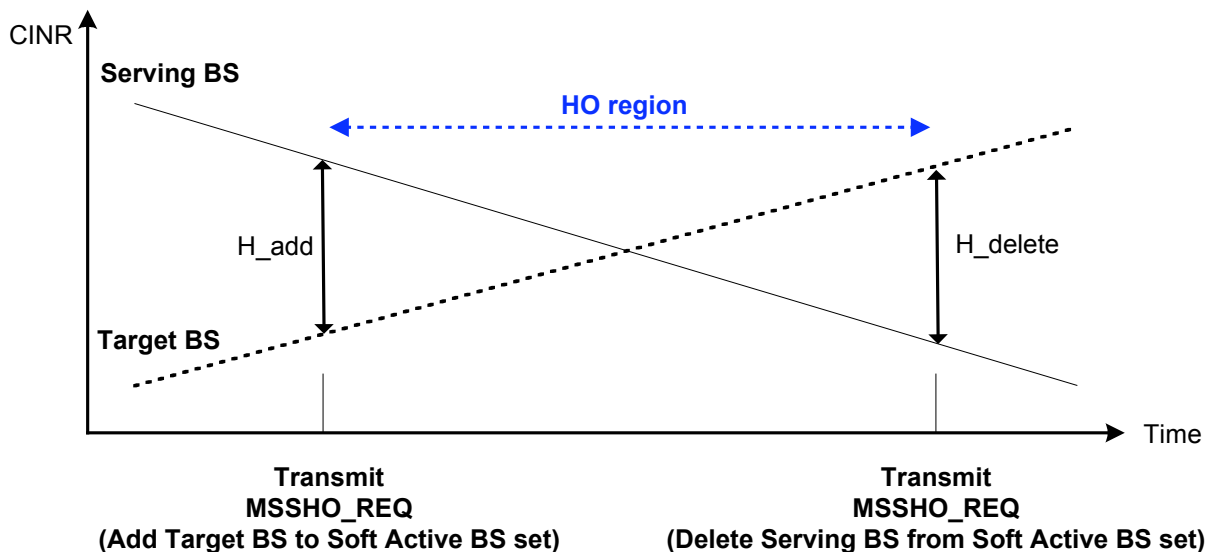 CINR
Serving BS
HO region
H_add
H_delete
Target BS
Time
Transmit
MSSHO_REQ
(Add Target BS to Soft Active BS set)
Transmit
MSSHO_REQ
(Delete Serving BS from Soft Active BS set)